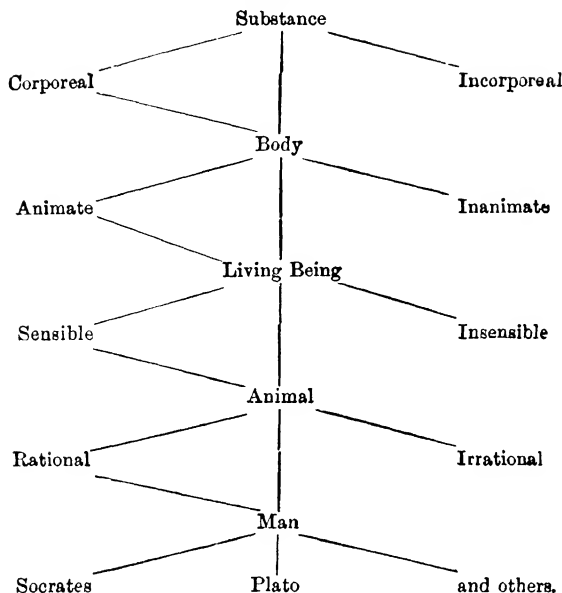 Substance
Corporeal Incorporeal
Body
Animate Inanimate
Living Being
Sensible Insensible
Animal
Rational Irrational
Man
Socrates Plato and others.